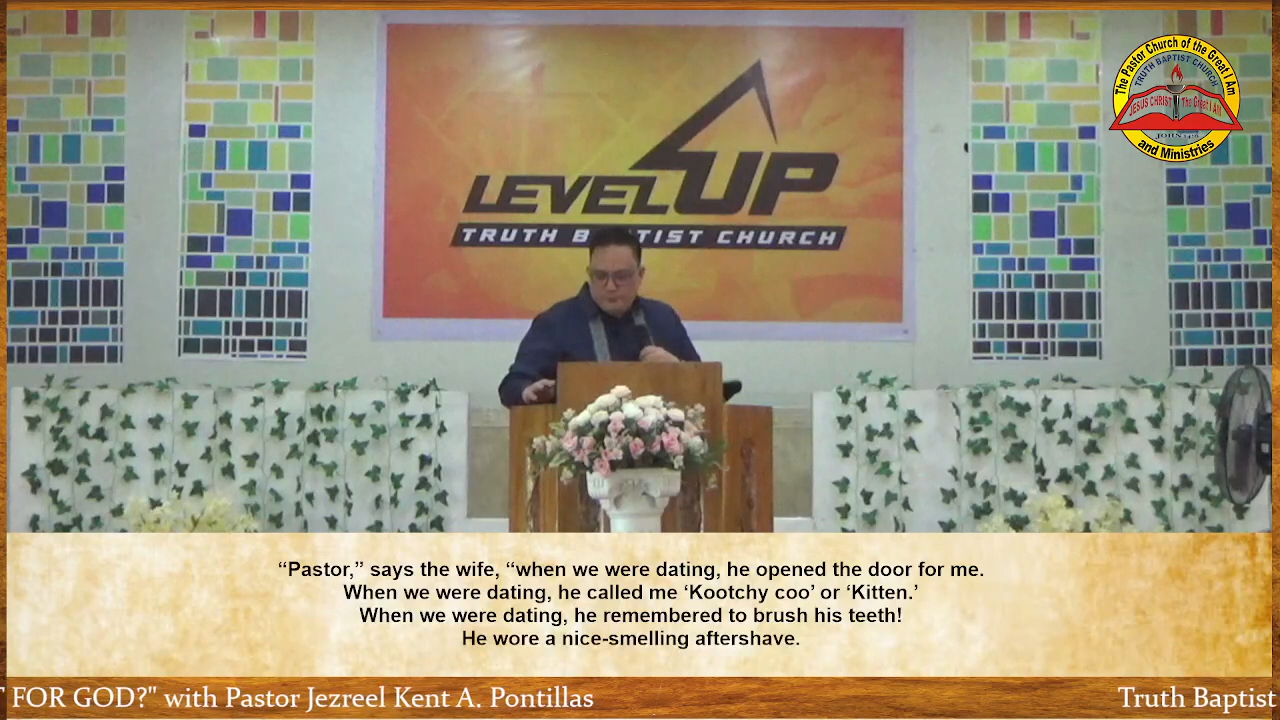 LEVEL UP
TRUTH B TIST CHURCH
The Pastor Church of the Great I Am
TRUTH BAPTIST CHURCH
JESUS CHRIST The Great I AM
JOHN
and Ministries
“Pastor,” says the wife, “when we were dating, he opened the door for me.
When we were dating, he called me ‘Kootchy coo’ or ‘Kitten.’
When we were dating, he remembered to brush his teeth!
He wore a nice-smelling aftershave.
FOR GOD?" with Pastor Jezreel Kent A. Pontillas
Truth Baptist